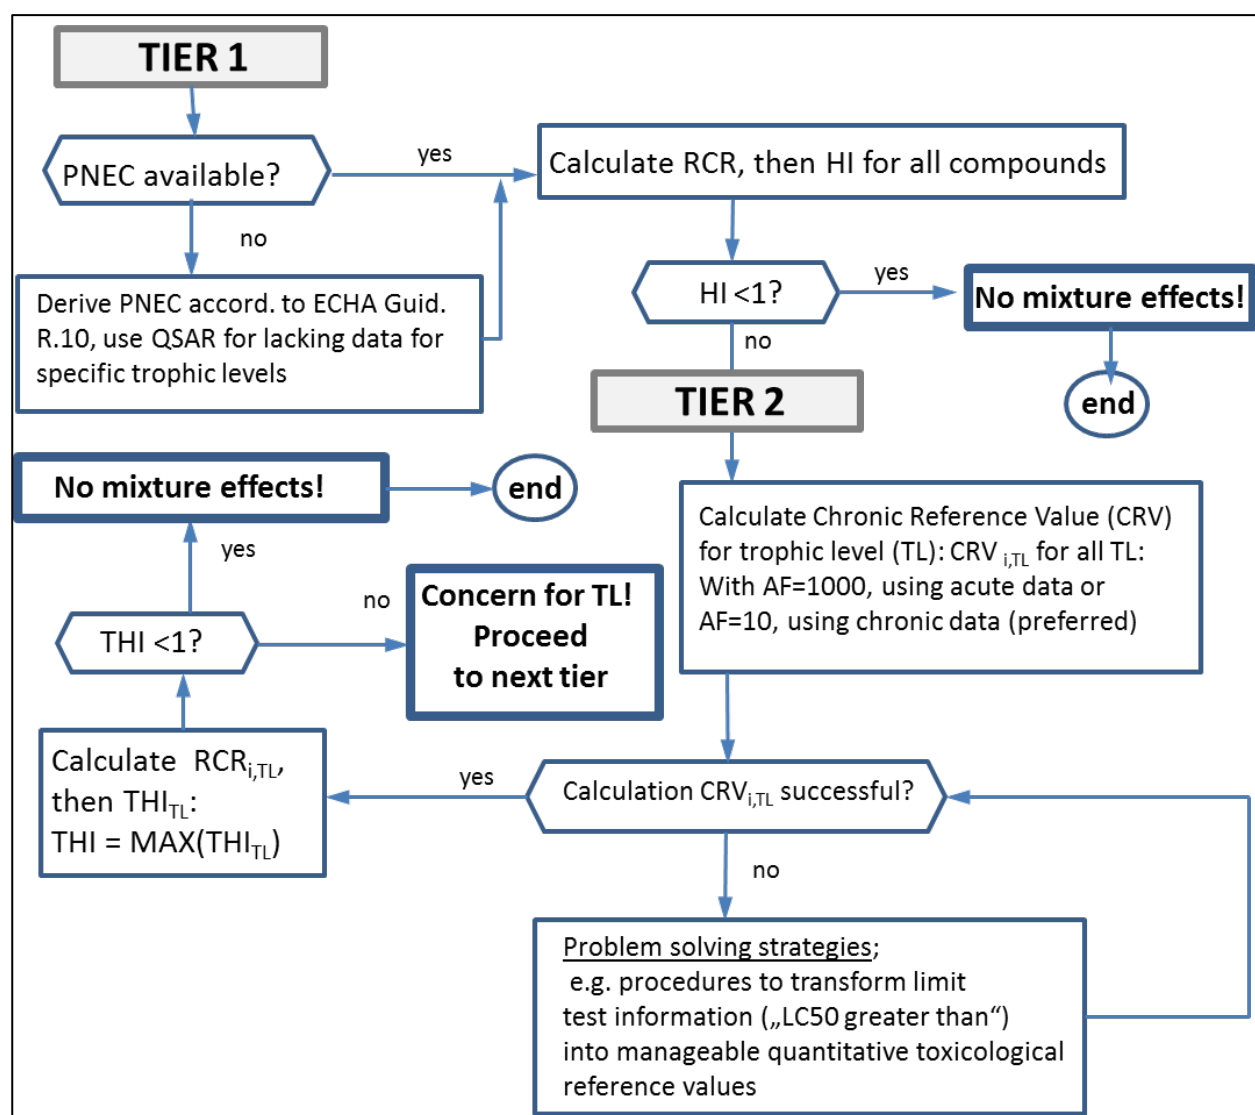 TIER 1
PNEC available?
yes
Calculate RCR, then HI for all compounds
no
Derive PNEC accord. to ECHA Guid.
R.10, use QSAR for lacking data for
specific trophic levels
HI <1?
yes
No mixture effects!
end
no
TIER 2
Calculate Chronic Reference Value (CRV)
for trophic level (TL): CRV i,TL for all TL:
With AF=1000, using acute data or
AF=10, using chronic data (preferred)
Calculation CRVi,TL successful?
no
Problem solving strategies;
e.g. procedures to transform limit
test information („LC50 greater than“)
into manageable quantitative toxicological
reference values
yes
Calculate RCRi,TL,
then THITL:
THI = MAX(THITL)
THI <1?
no
Concern for TL!
Proceed
to next tier
yes
No mixture effects!
end